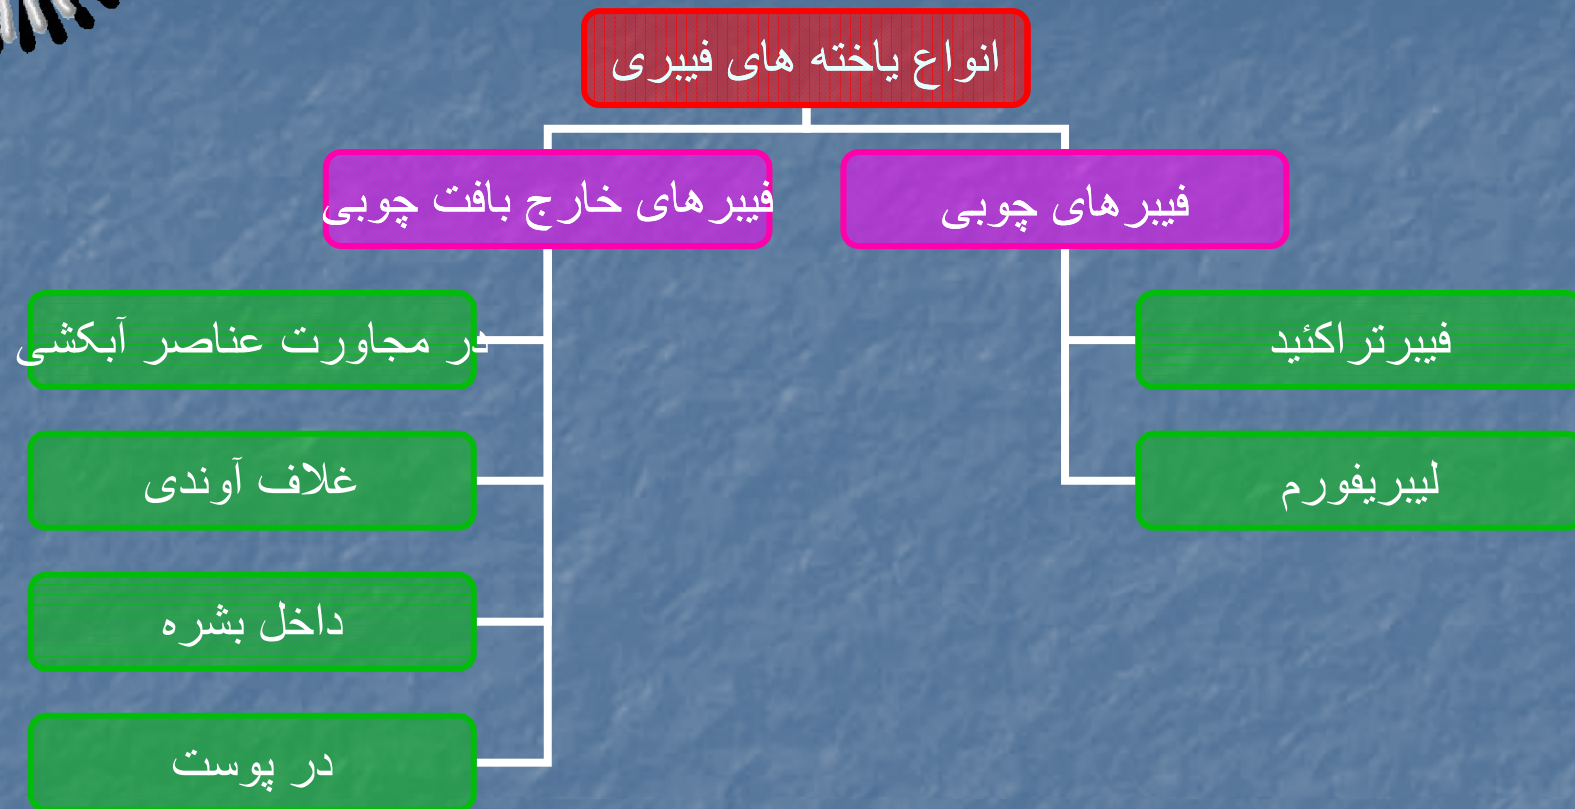 انواع یاخته های فیبری
فیبرهای چوبی
فیبرهای خارج بافت چوبی
فیبرتراکئید
لیبریفورم
در مجاورت عناصر آبکشی
غلاف آوندی
داخل بشره
در پوست